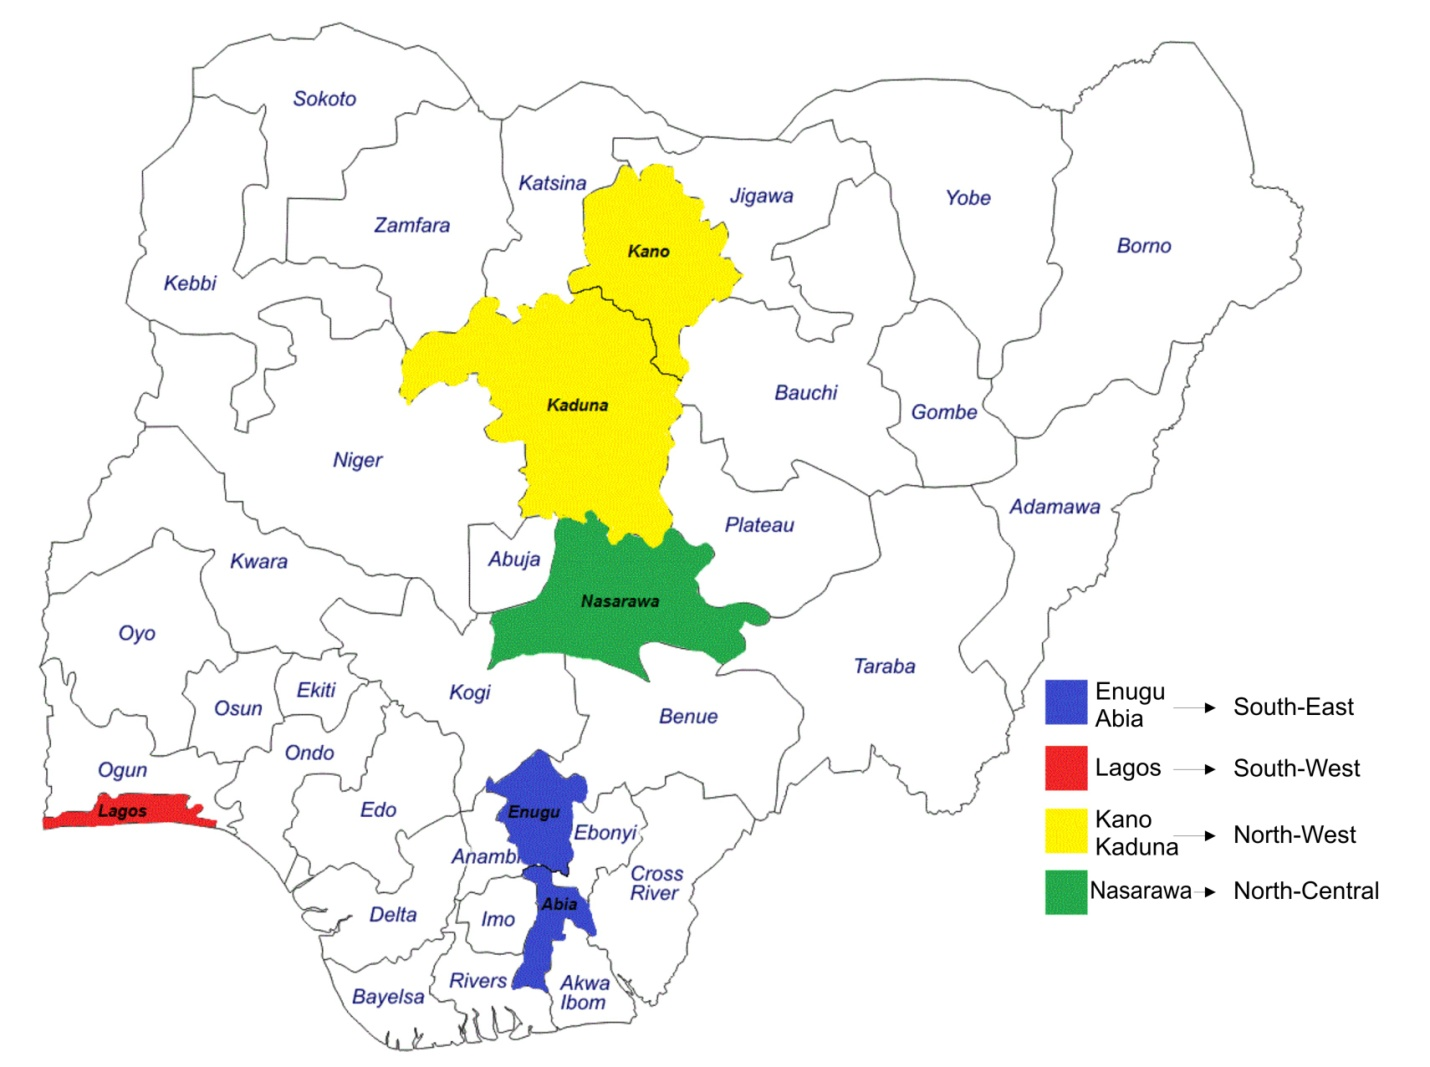 Sokoto
Katsina
Jigawa
Yobe
Zamfara
Kano
Borno
Kebbi
Kaduna
Bauchi
Gombe
Niger
Adamawa
Plateau
Abuja
Kwara
Nasarawa
Oyo
Taraba
Ekiti
Kogi
Osun
Benue
Ondo
Ogun
Lagos
Edo
Enugu
Ebonyi
Anambr
Cross
River
Abia
Delta
Imo
Rivers
Akwa
Ibom
Bayelsa
Enugu
Abia
South-East
Lagos
South-West
Kano
Kaduna
North-West
Nasarawa
North-Central